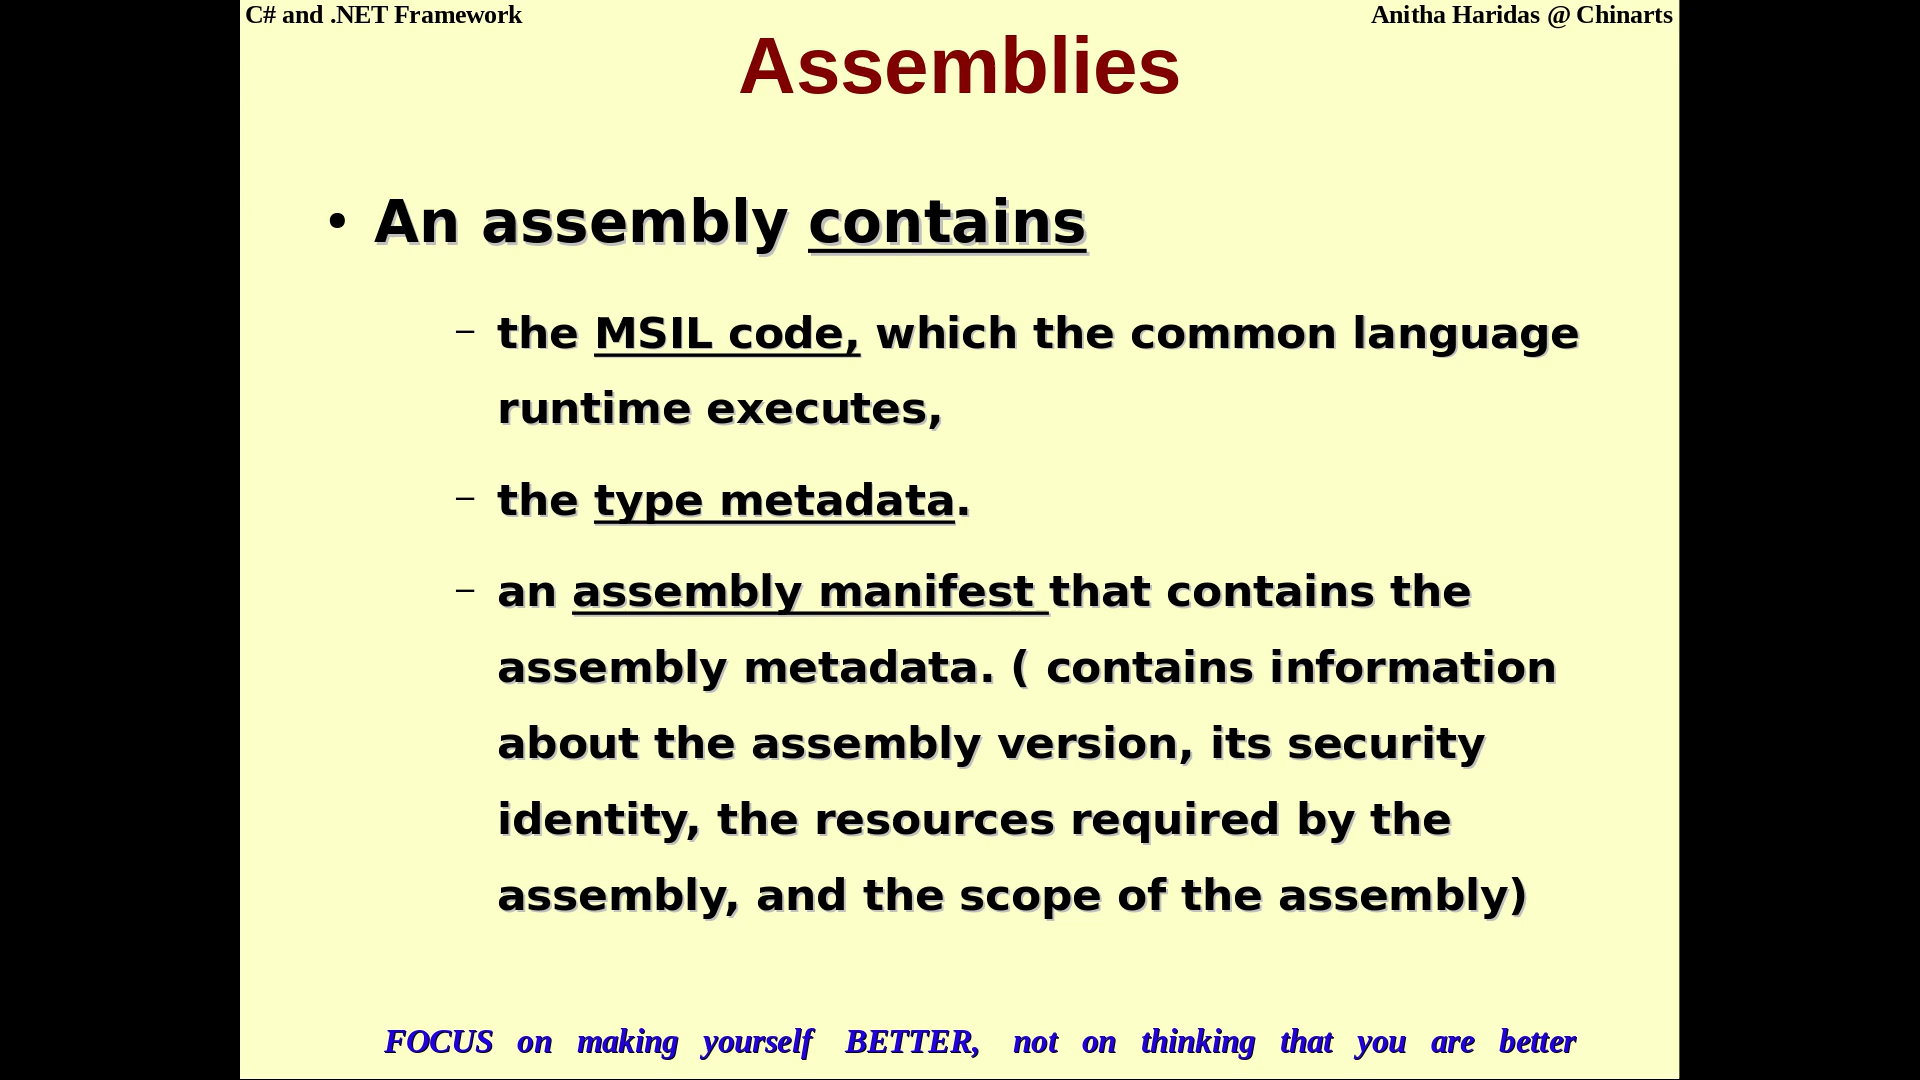 C# and .NET Framework
Anitha Haridas @ Chinarts
Assemblies
• An assembly contains
– the MSIL code, which the common language
runtime executes,
– the type metadata.
– an assembly manifest that contains the
assembly metadata. ( contains information
about the assembly version, its security
identity, the resources required by the
assembly, and the scope of the assembly)
FOCUS on making yourself BETTER, not on thinking that you are better